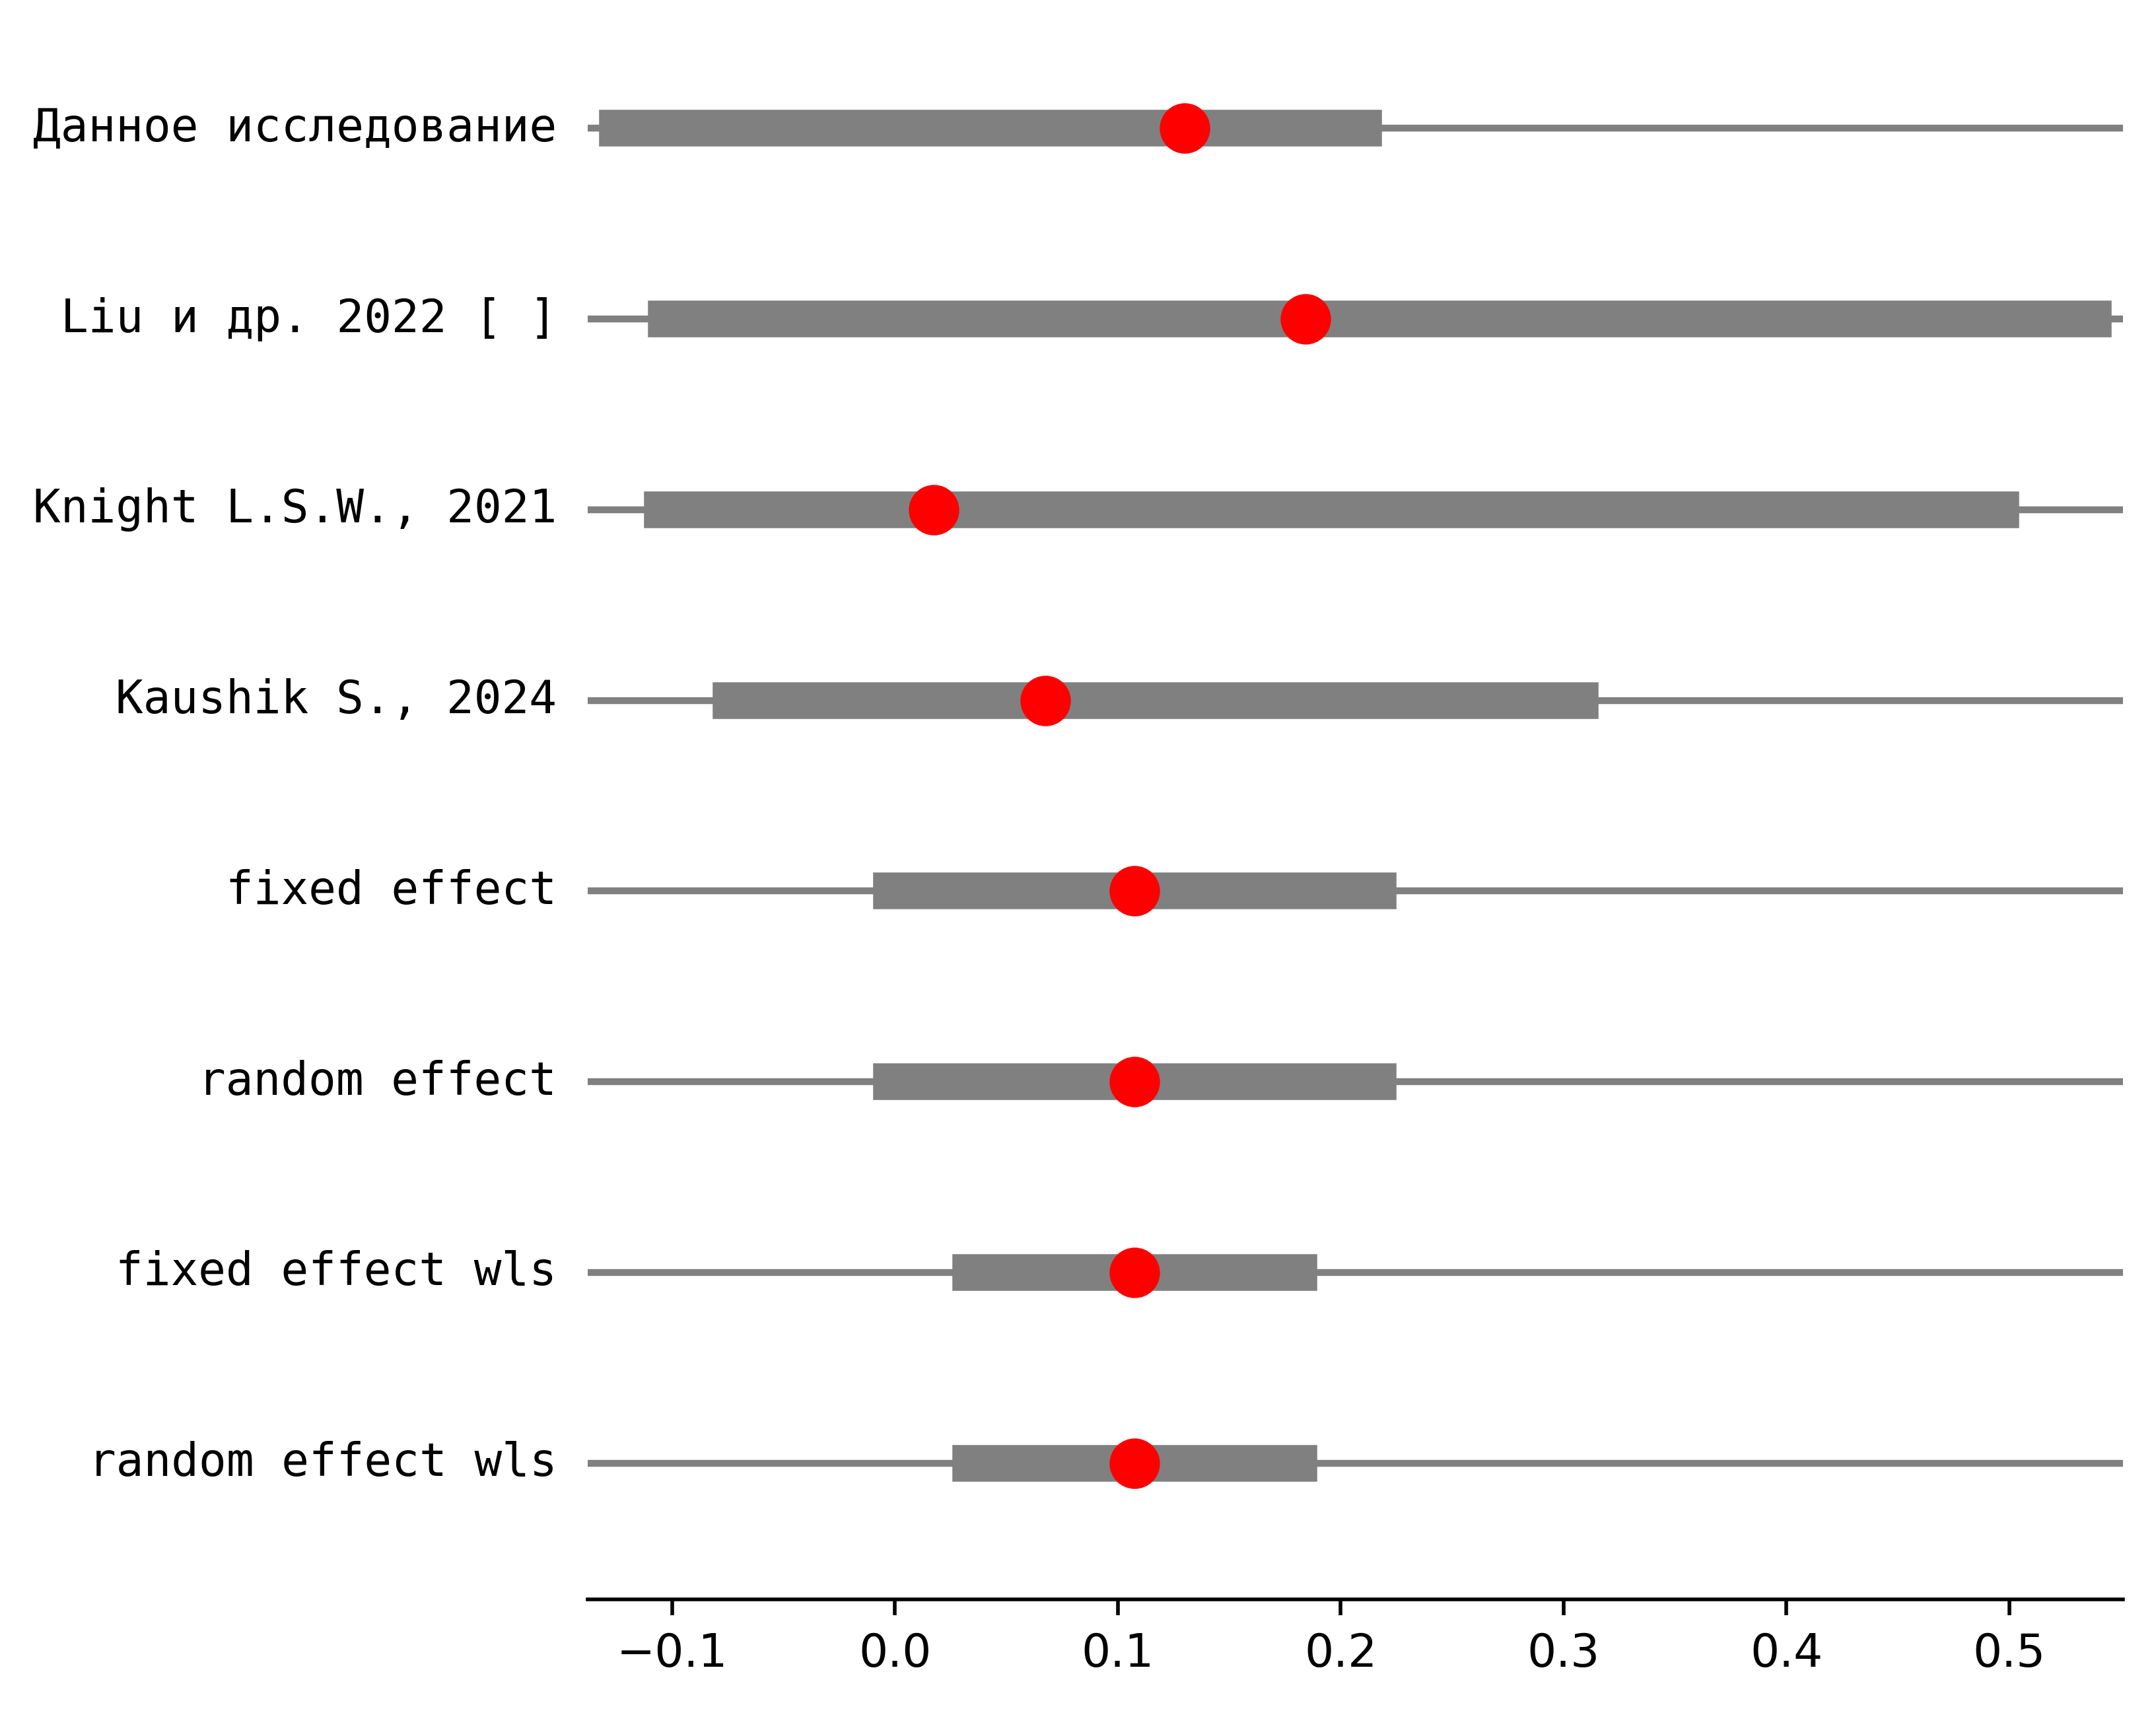 Данное исследование
Liu и др. 2022 [ ]
Knight L.S.W., 2021
Kaushik S., 2024
fixed effect
random effect
fixed effect wls
random effect wls
−0.1 0.0 0.1 0.2 0.3 0.4 0.5